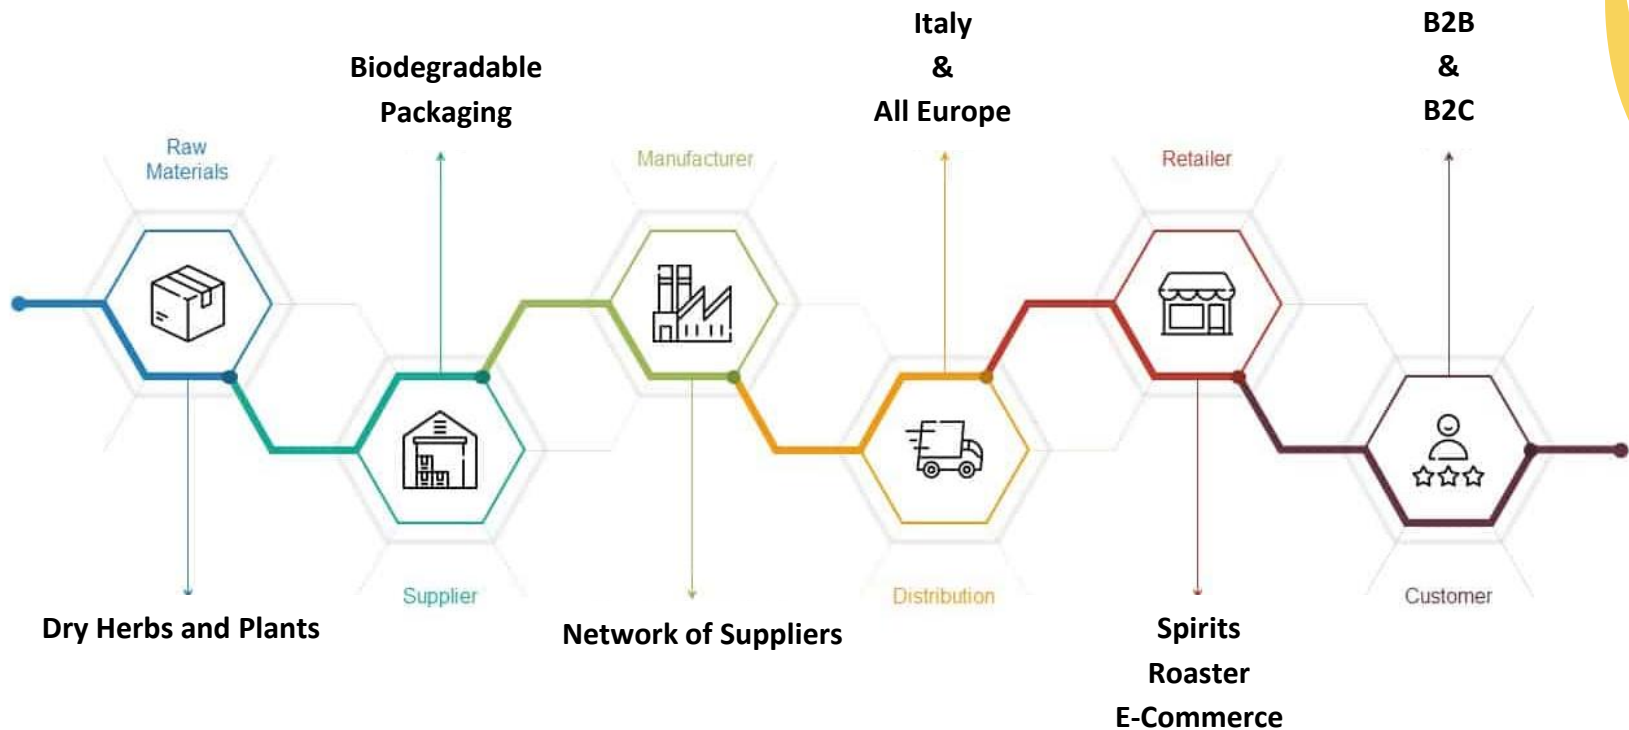 Italy
&
All Europe
B2B
&
B2C
Biodegradable
Packaging
Raw
Materials
Manufacturer
Retailer
Supplier
Distribution
Customer
Dry Herbs and Plants
Network of Suppliers
Spirits
Roaster
E-Commerce